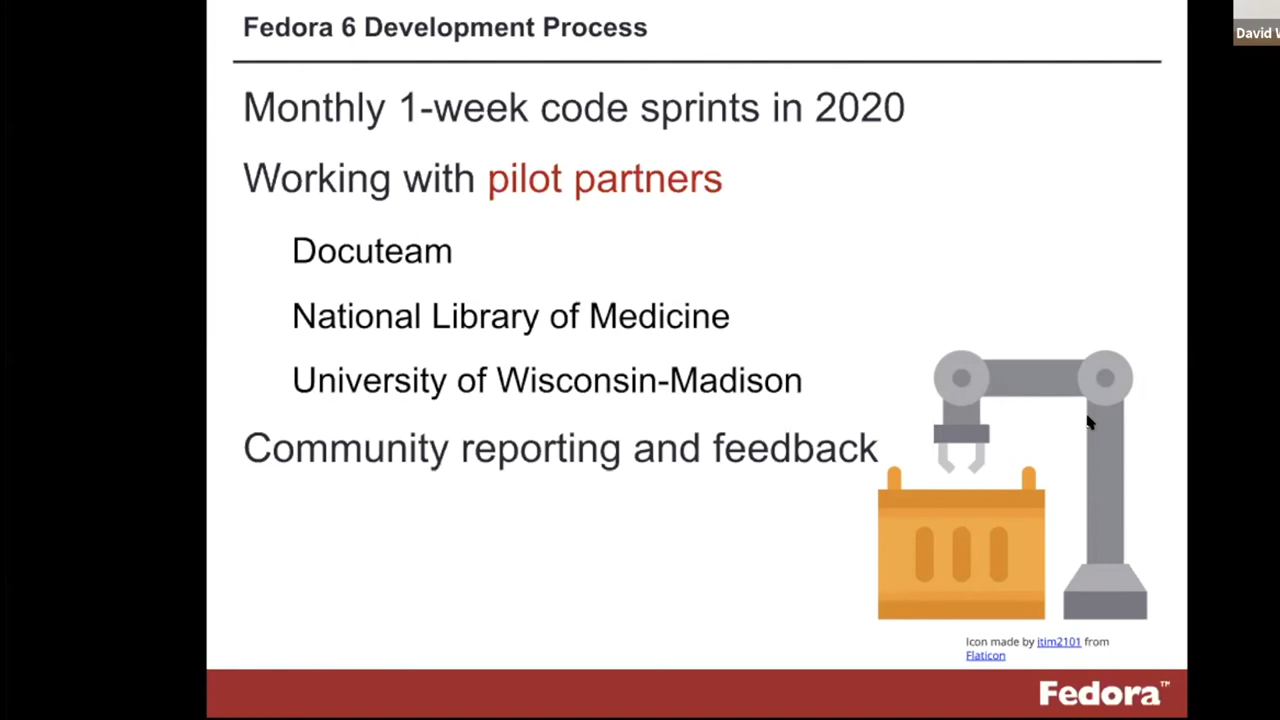 Fedora 6 Development Process
David W
Monthly 1-week code sprints in 2020
Working with pilot partners
Docuteam
National Library of Medicine
University of Wisconsin-Madison
Community reporting and feedback
Icon made by itim2101 from
Flaticon
Fedora™